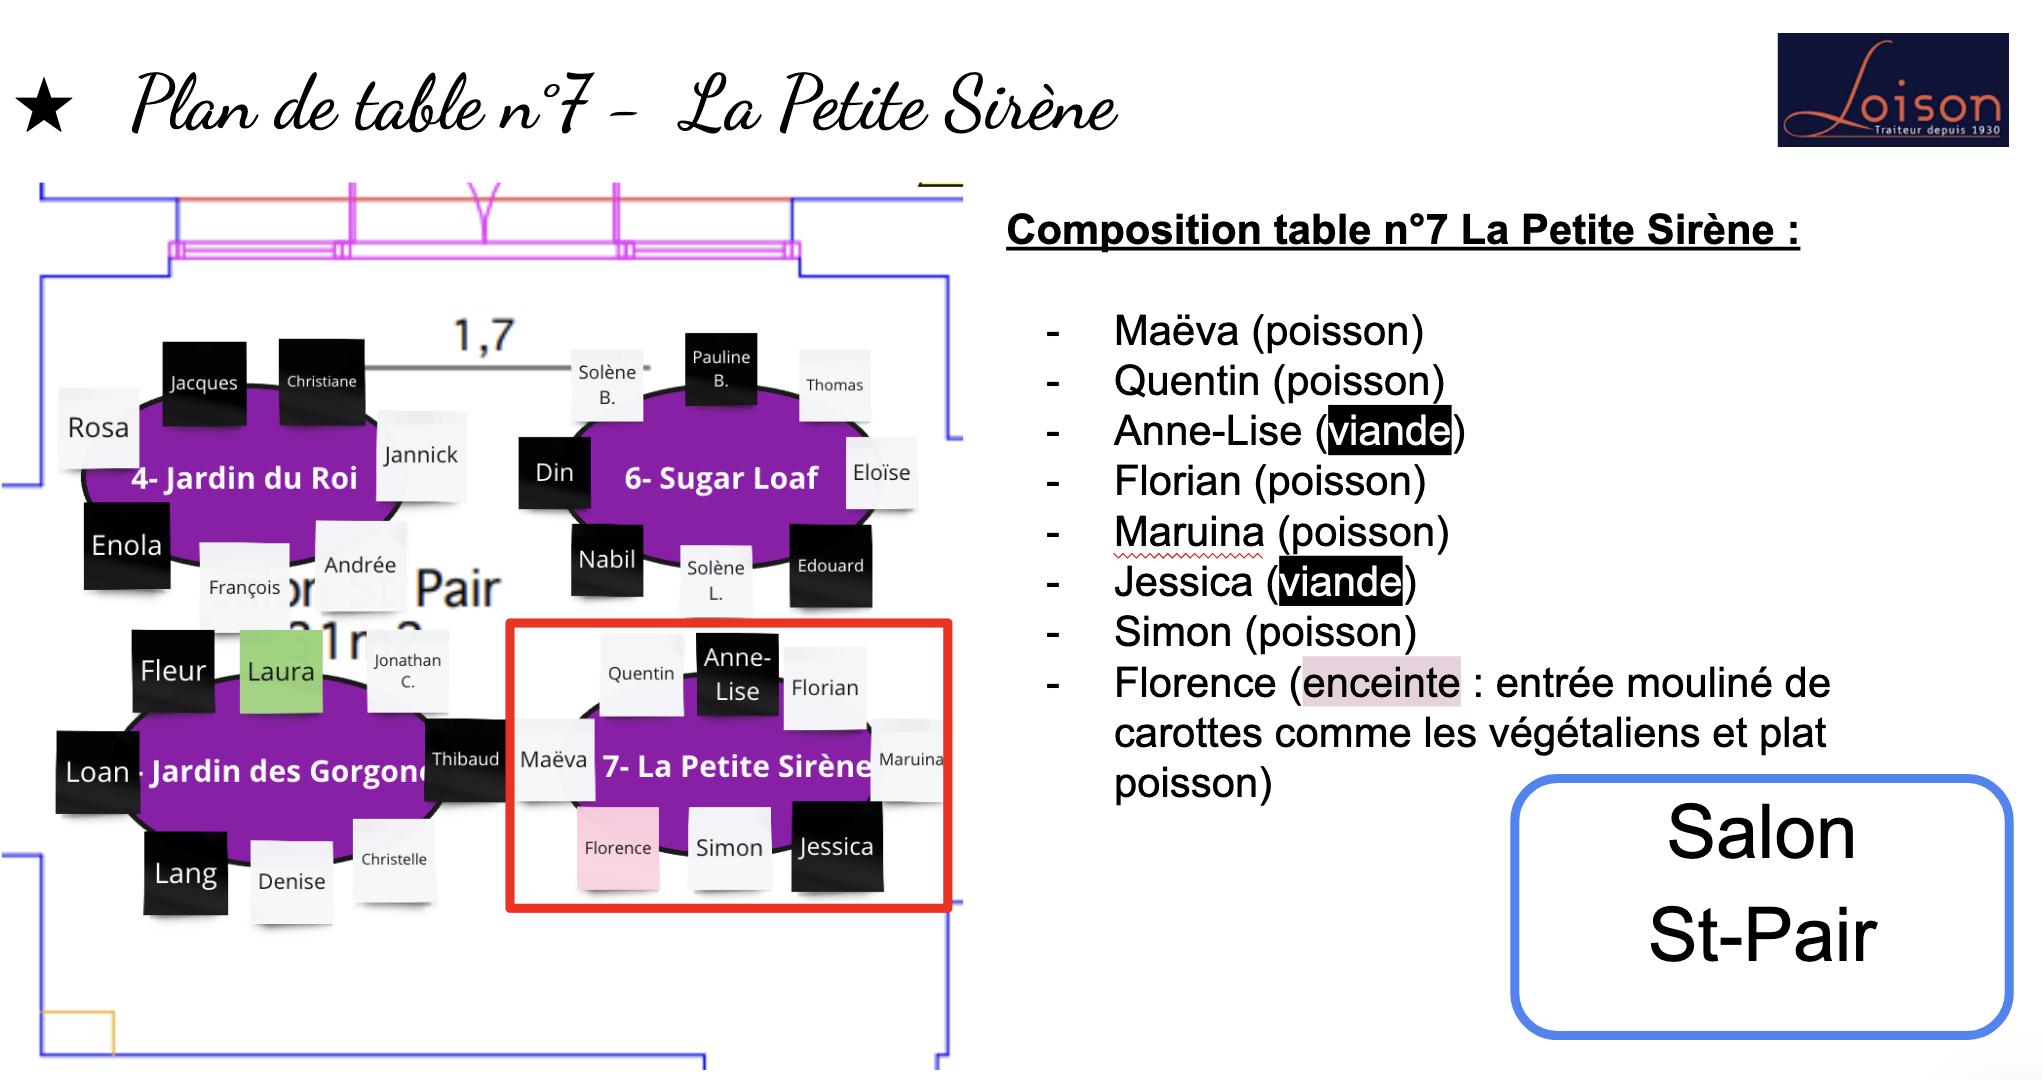 ★ Plan de table n°7 - La Petite Sirène
Loison
Traiteur depuis 1930
1,7
Jacques
Christiane
Rosa
Jannick
4- Jardin du Roi
Enola
François
Andrée
Pair
Solène
B.
Pauline
B.
Thomas
Din
6- Sugar Loaf
Eloïse
Nabil
Solène
L.
Edouard
Fleur
Laura
Jonathan
C.
Loan
Jardin des Gorgon
Thibaud
Lang
Denise
Christelle
Quentin
Anne-
Lise
Florian
Maëva
7- La Petite Sirène
Maruina
Florence
Simon
Jessica
Composition table n°7 La Petite Sirène :
- Maëva (poisson)
- Quentin (poisson)
- Anne-Lise (viande)
- Florian (poisson)
- Maruina (poisson)
- Jessica (viande)
- Simon (poisson)
- Florence (enceinte : entrée mouliné de
carottes comme les végétaliens et plat
poisson)
Salon
St-Pair